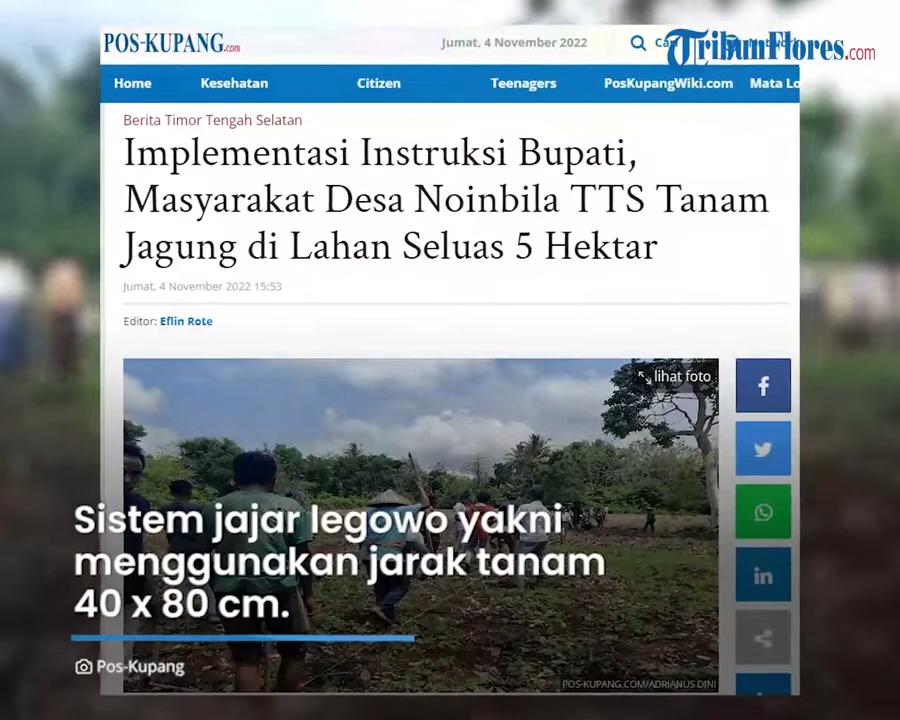 POS-KUPANG.com
Jumat, 4 November 2022
TribunFlores.com
Home Kesehatan Citizen Teenagers PosKupangWiki.com Mata Lo
Berita Timor Tengah Selatan
Implementasi Instruksi Bupati,
Masyarakat Desa Noinbila TTS Tanam
Jagung di Lahan Seluas 5 Hektar
Jumat, 4 November 2022 15:53
Editor: Eflin Rote
lihat foto
Sistem jajar legowo yakni
menggunakan jarak tanam
40 x 80 cm.
Pos-Kupang
POS-KUPANG.COM/ADRIANUS DINI